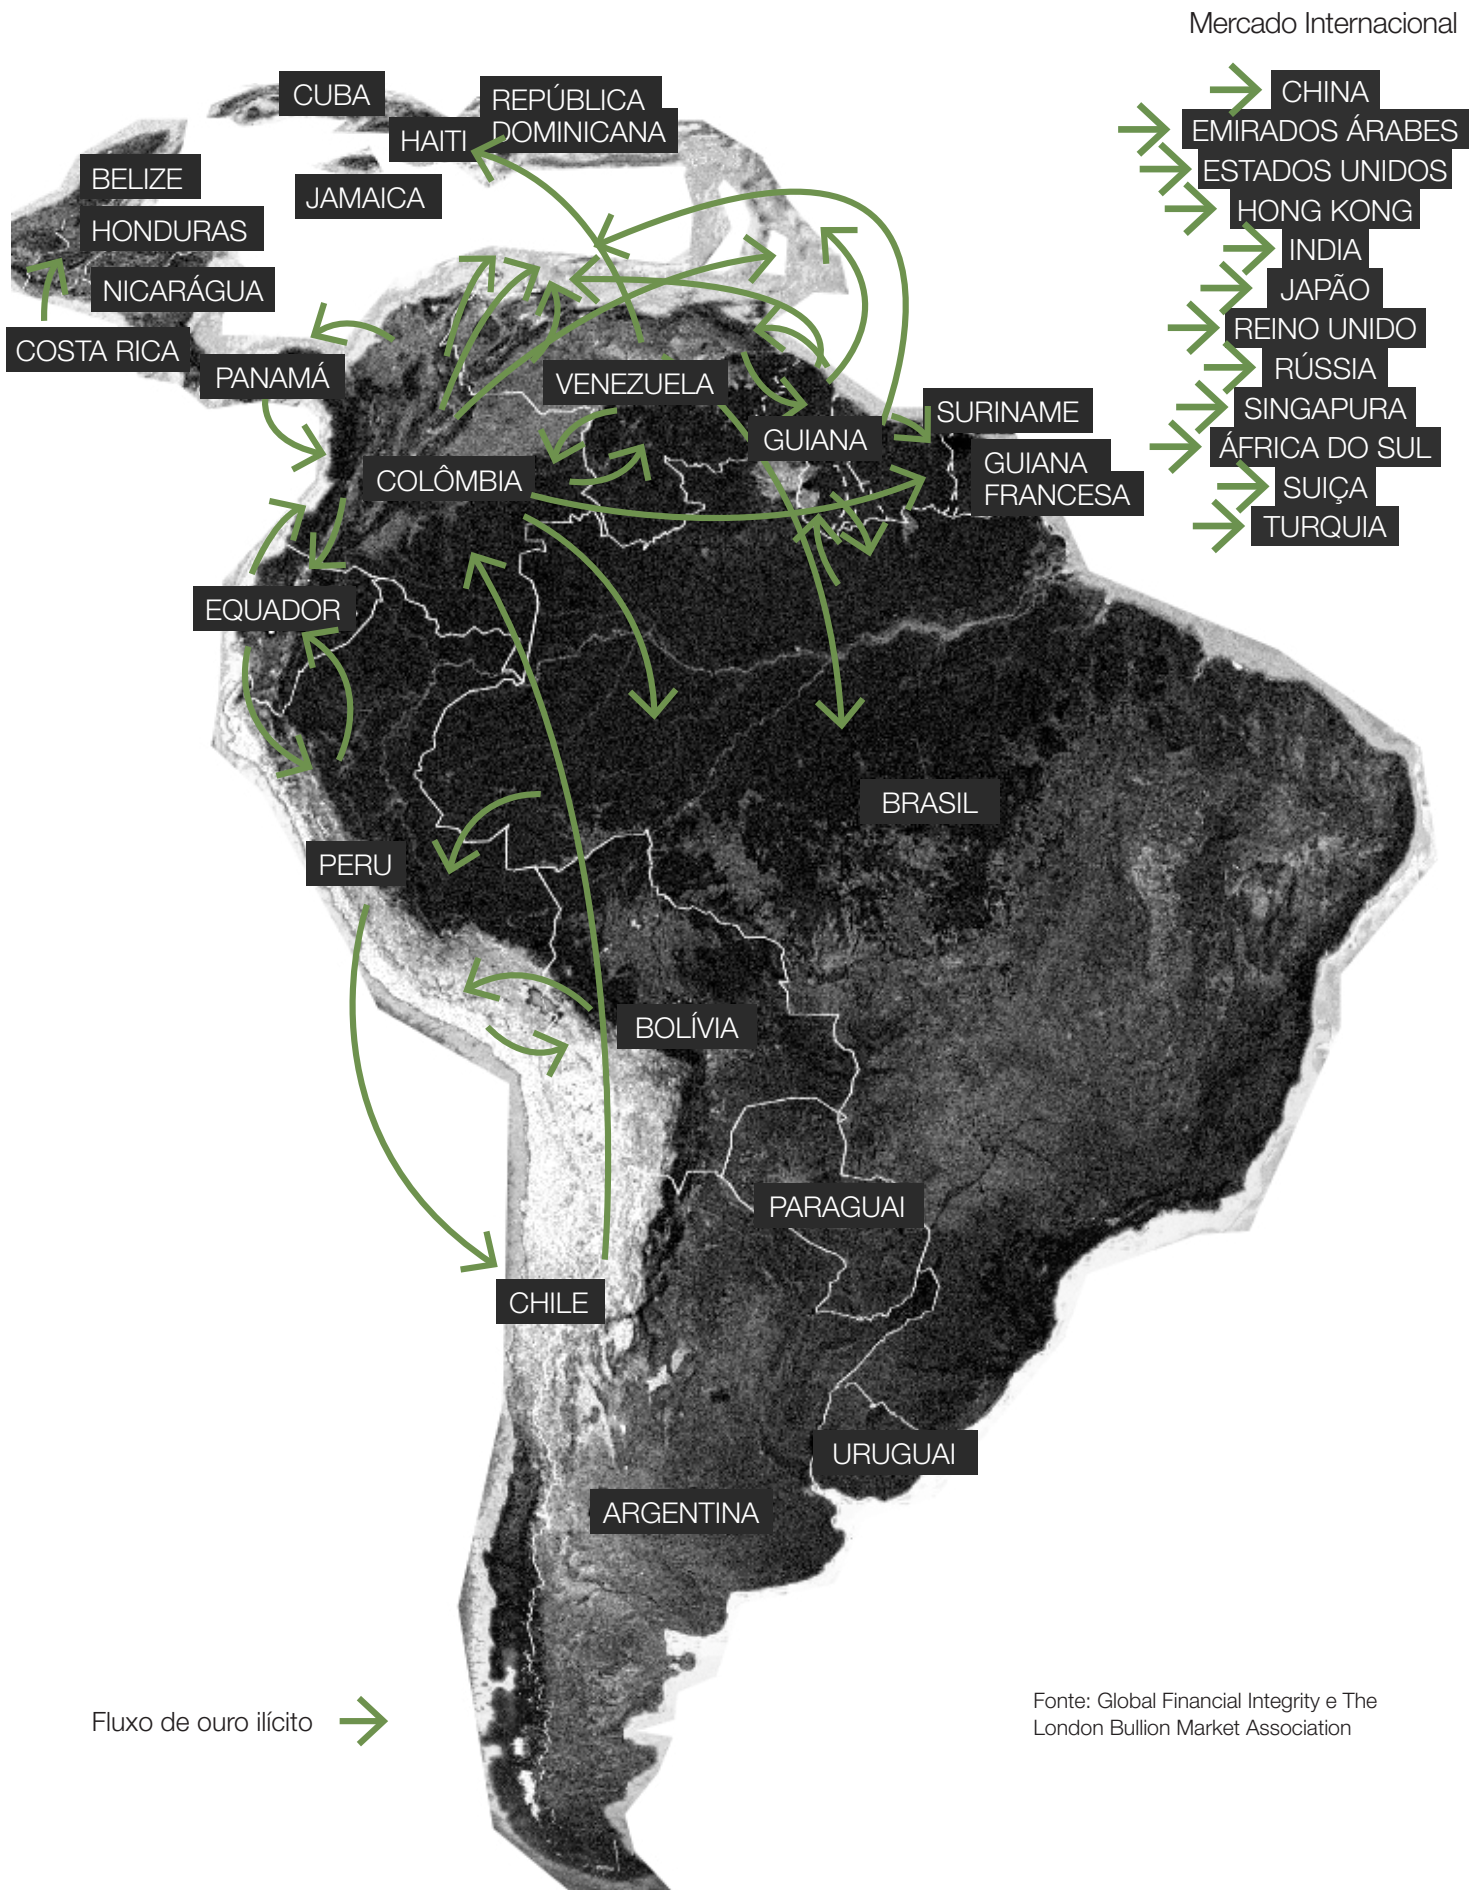 Mercado Internacional
CHINA
EMIRADOS ÁRABES
ESTADOS UNIDOS
HONG KONG
INDIA
JAPÃO
REINO UNIDO
RÚSSIA
SINGAPURA
ÁFRICA DO SUL
SUIÇA
TURQUIA
CUBA
REPÚBLICA
DOMINICANA
HAITI
BELIZE
JAMAICA
HONDURAS
NICARÁGUA
COSTA RICA
PANAMÁ
VENEZUELA
SURINAME
GUIANA
GUIANA
FRANCESA
COLÔMBIA
EQUADOR
BRASIL
PERU
BOLÍVIA
PARAGUAI
CHILE
URUGUAI
ARGENTINA
Fluxo de ouro ilícito
Fonte: Global Financial Integrity e The
London Bullion Market Association